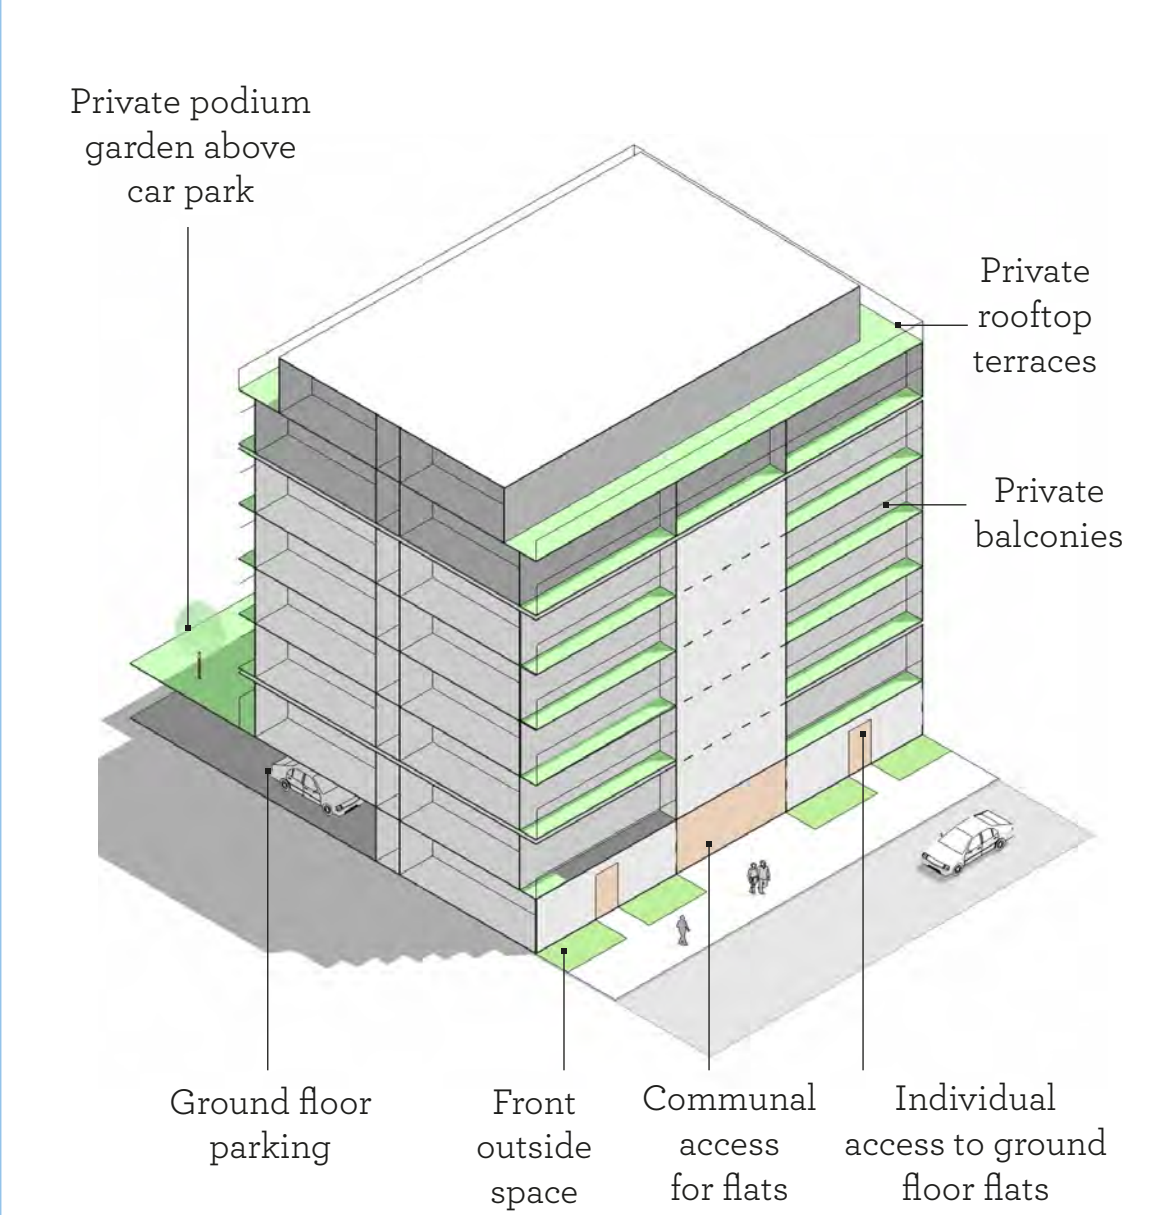 Private podium
garden above
car park
Private
rooftop
terraces
Private
balconies
Ground floor
parking
Front
outside
space
Communal
access
for flats
Individual
access to ground
floor flats